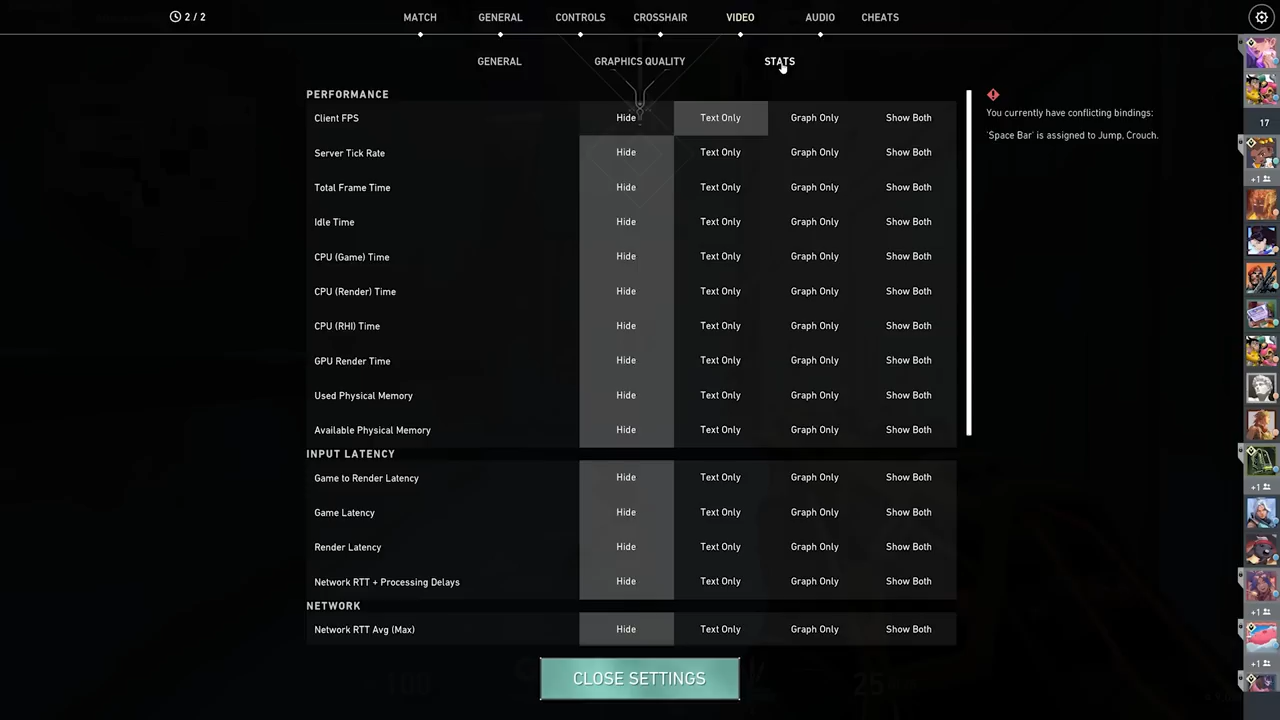 2 / 2
MATCH GENERAL CONTROLS CROSSHAIR VIDEO AUDIO CHEATS
GENERAL GRAPHICS QUALITY STATS
PERFORMANCE
Client FPS Hide Text Only Graph Only Show Both
Server Tick Rate Hide Text Only Graph Only Show Both
Total Frame Time Hide Text Only Graph Only Show Both
Idle Time Hide Text Only Graph Only Show Both
CPU (Game) Time Hide Text Only Graph Only Show Both
CPU (Render) Time Hide Text Only Graph Only Show Both
CPU (RHI) Time Hide Text Only Graph Only Show Both
GPU Render Time Hide Text Only Graph Only Show Both
Used Physical Memory Hide Text Only Graph Only Show Both
Available Physical Memory Hide Text Only Graph Only Show Both
INPUT LATENCY
Game to Render Latency Hide Text Only Graph Only Show Both
Game Latency Hide Text Only Graph Only Show Both
Render Latency Hide Text Only Graph Only Show Both
Network RTT + Processing Delays Hide Text Only Graph Only Show Both
NETWORK
Network RTT Avg (Max) Hide Text Only Graph Only Show Both
CLOSE SETTINGS
100
25
You currently have conflicting bindings:
'Space Bar' is assigned to Jump, Crouch.
17
+1
+1
+1
+1